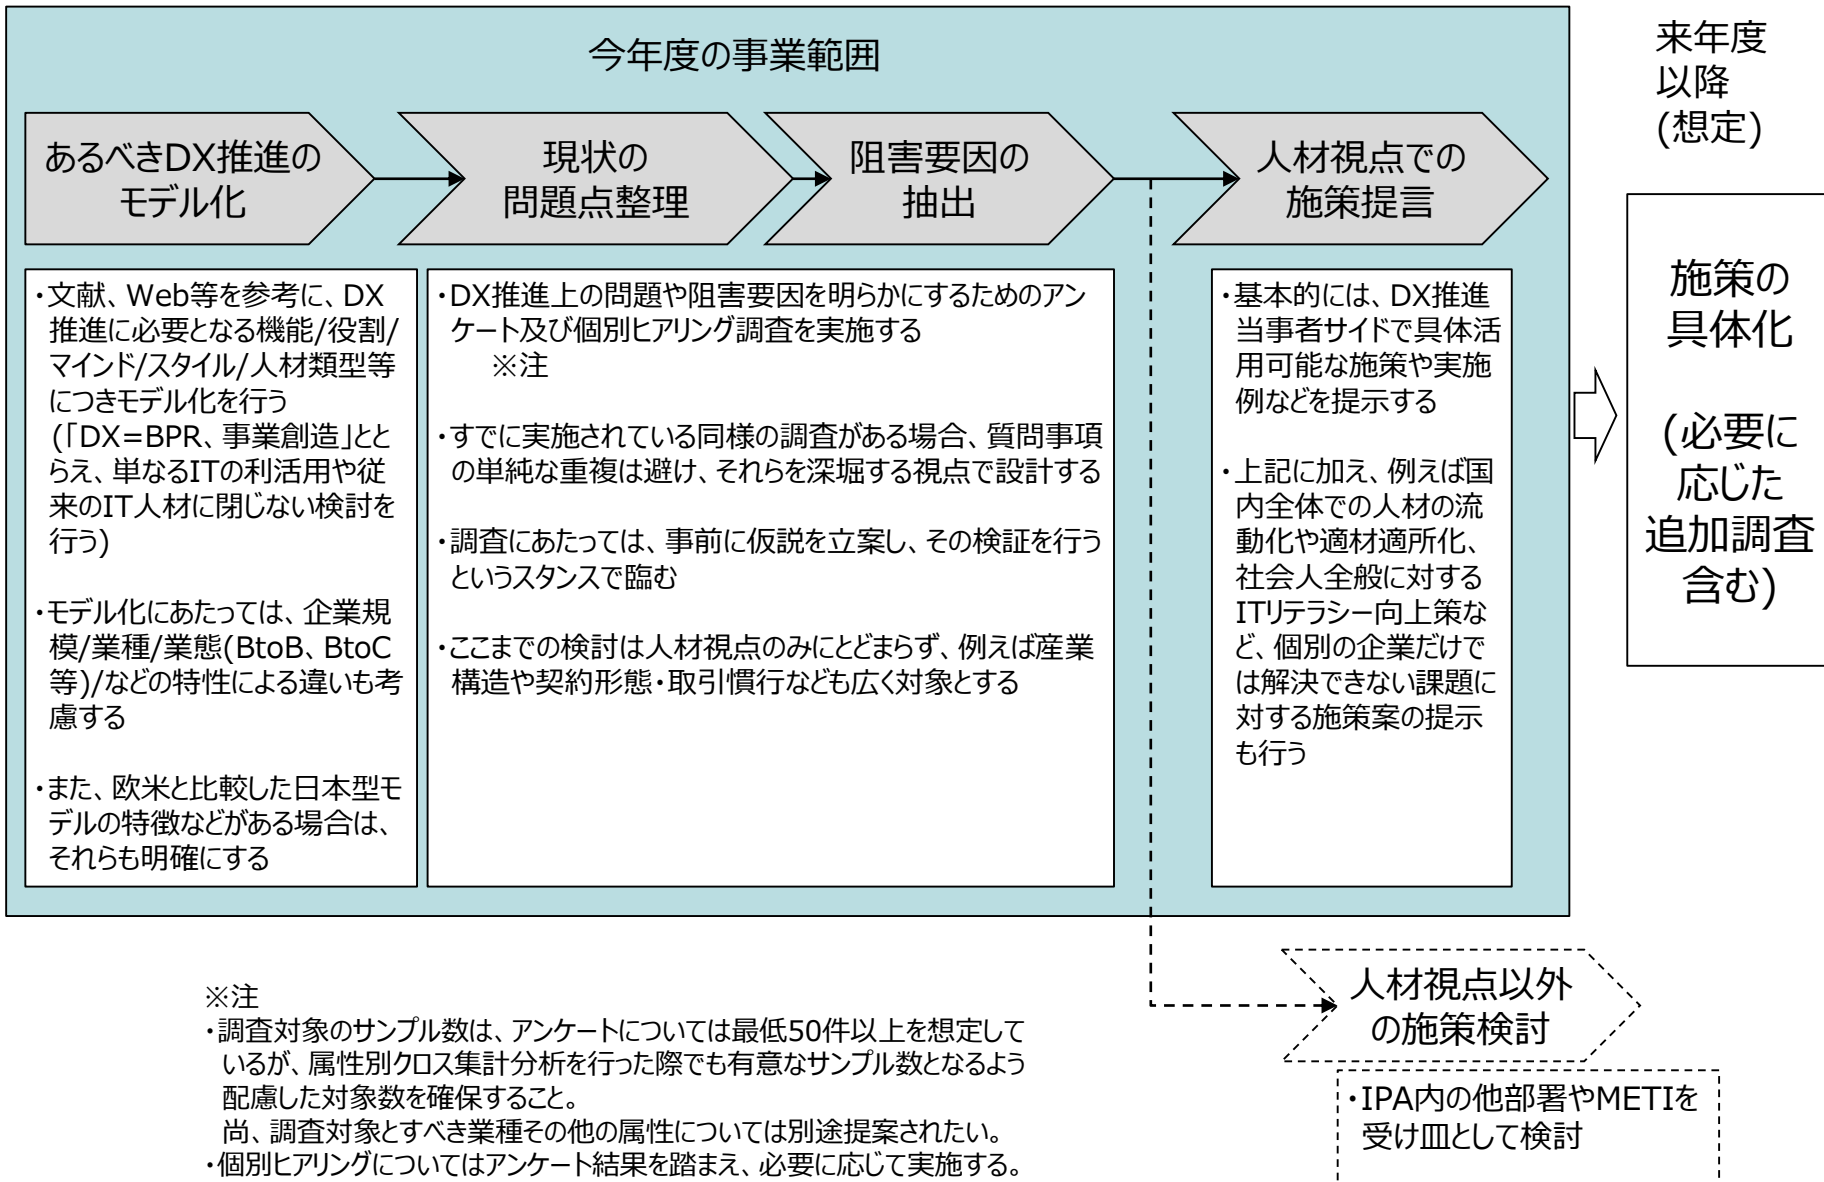 今年度の事業範囲
来年度
以降
(想定)
あるべきDX推進の
モデル化
現状の
問題点整理
阻害要因の
抽出
人材視点での
施策提言
・文献、Web等を参考に、DX
推進に必要となる機能/役割/
マインド/スタイル/人材類型等
につきモデル化を行う
(「DX=BPR、事業創造」とと
らえ、単なるITの利活用や従
来のIT人材に閉じない検討を
行う)
・モデル化にあたっては、企業規
模/業種/業態(BtoB、BtoC
等)/などの特性による違いも考
慮する
・また、欧米と比較した日本型モ
デルの特徴などがある場合は、
それらも明確にする
・DX推進上の問題や阻害要因を明らかにするためのアン
ケート及び個別ヒアリング調査を実施する
※注
・すでに実施されている同様の調査がある場合、質問事項
の単純な重複は避け、それらを深堀する視点で設計する
・調査にあたっては、事前に仮説を立案し、その検証を行う
というスタンスで臨む
・ここまでの検討は人材視点のみにとどまらず、例えば産業
構造や契約形態・取引慣行なども広く対象とする
・基本的には、DX推進
当事者サイドで具体活
用可能な施策や実施
例などを提示する
・上記に加え、例えば国
内全体での人材の流
動化や適材適所化、
社会人全般に対する
ITリテラシー向上策な
ど、個別の企業だけで
は解決できない課題に
対する施策案の提示
も行う
施策の
具体化
(必要に
応じた
追加調査
含む)
※注
・調査対象のサンプル数は、アンケートについては最低50件以上を想定して
いるが、属性別クロス集計分析を行った際でも有意なサンプル数となるよう
配慮した対象数を確保すること。
尚、調査対象とすべき業種その他の属性については別途提案されたい。
・個別ヒアリングについてはアンケート結果を踏まえ、必要に応じて実施する。
人材視点以外
の施策検討
・IPA内の他部署やMETIを
受け皿として検討